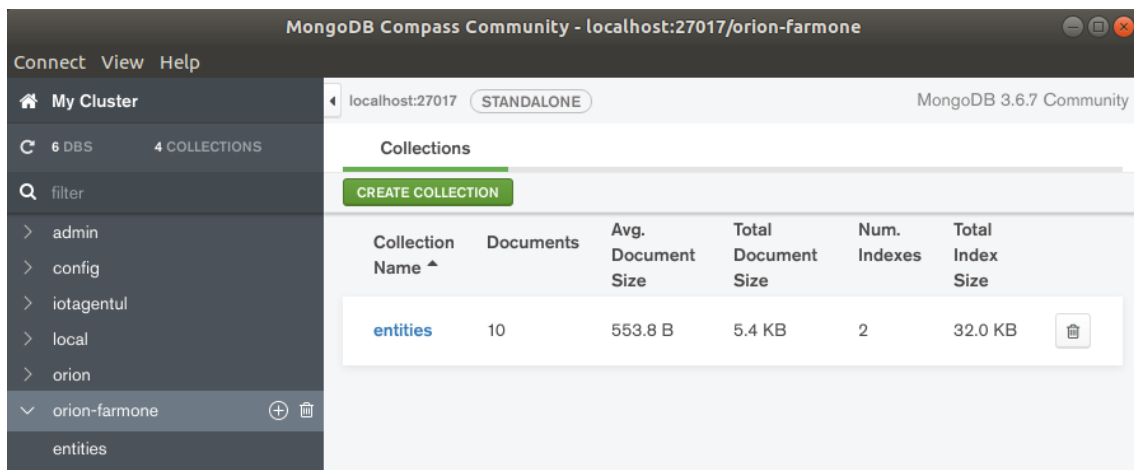 MongoDB Compass Community - localhost:27017/orion-farmone
Connect View Help
My Cluster
6 DBS 4 COLLECTIONS
filter
admin
config
iotagentul
local
orion
orion-farmone
entities
localhost:27017 STANDALONE MongoDB 3.6.7 Community
Collections
CREATE COLLECTION
Collection Name Documents Avg. Document Size Total Document Size Num. Indexes Total Index Size
entities 10 553.8 B 5.4 KB 2 32.0 KB